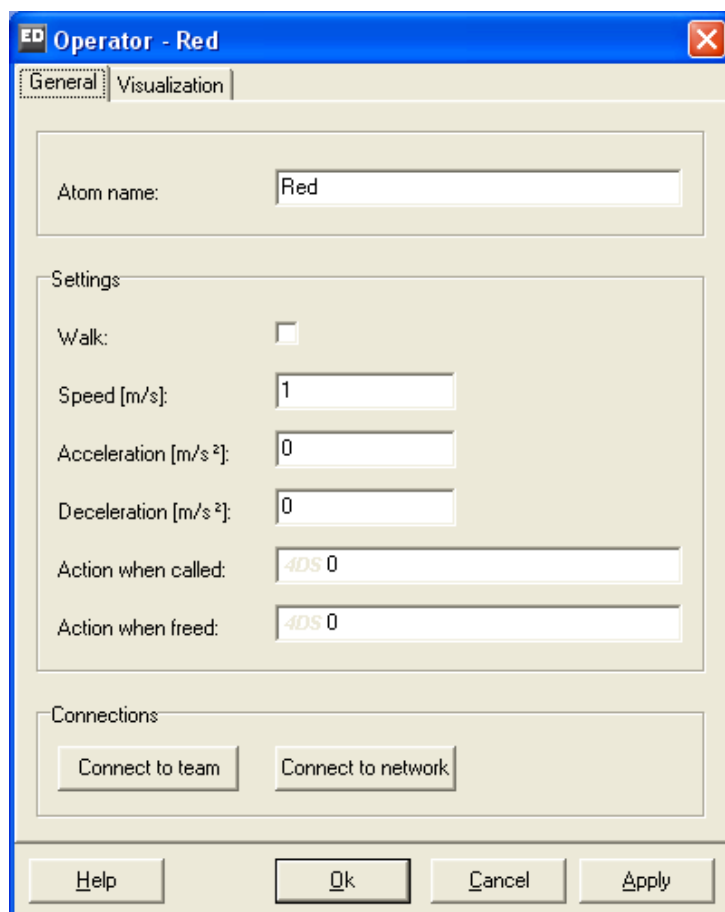 ED Operator - Red
General Visualization
Atom name: Red
Settings
Walk:
Speed [m/s]: 1
Acceleration [m/s²]: 0
Deceleration [m/s²]: 0
Action when called: 4DS 0
Action when freed: 4DS 0
Connections
Connect to team Connect to network
Help Ok Cancel Apply